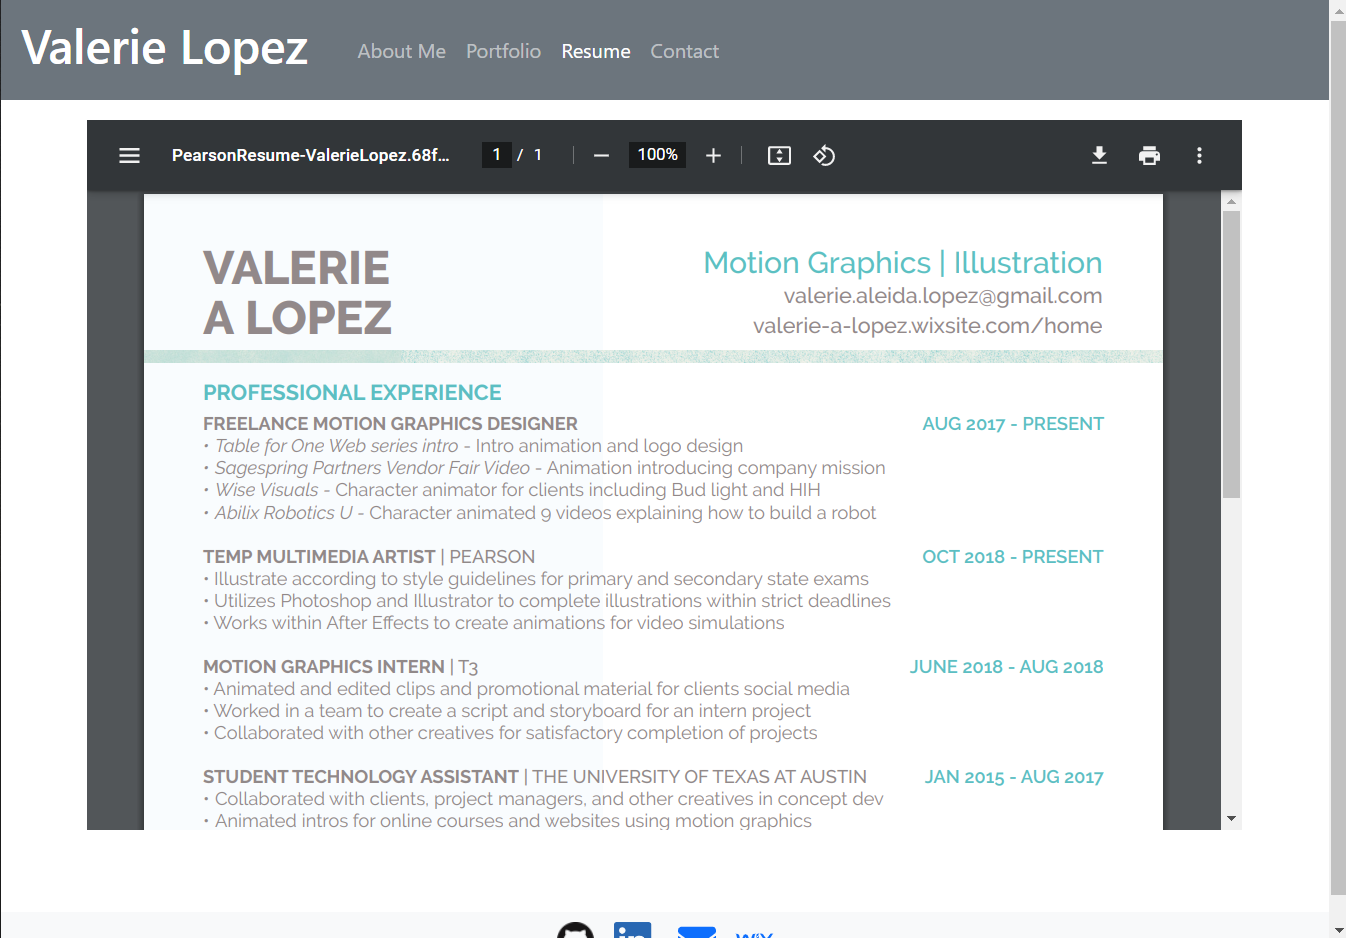 Valerie Lopez About Me Portfolio Resume Contact
PearsonResume-ValerieLopez.68f... 1 / 1 100%
VALERIE
A LOPEZ
Motion Graphics | Illustration
valerie.aleida.lopez@gmail.com
valerie-a-lopez.wixsite.com/home
PROFESSIONAL EXPERIENCE
FREELANCE MOTION GRAPHICS DESIGNER AUG 2017 - PRESENT
• Table for One Web series intro - Intro animation and logo design
• Sagespring Partners Vendor Fair Video - Animation introducing company mission
• Wise Visuals - Character animator for clients including Bud light and HIH
• Abilix Robotics U - Character animated 9 videos explaining how to build a robot
TEMP MULTIMEDIA ARTIST | PEARSON OCT 2018 - PRESENT
• Illustrate according to style guidelines for primary and secondary state exams
• Utilizes Photoshop and Illustrator to complete illustrations within strict deadlines
• Works within After Effects to create animations for video simulations
MOTION GRAPHICS INTERN | T3 JUNE 2018 - AUG 2018
• Animated and edited clips and promotional material for clients social media
• Worked in a team to create a script and storyboard for an intern project
• Collaborated with other creatives for satisfactory completion of projects
STUDENT TECHNOLOGY ASSISTANT | THE UNIVERSITY OF TEXAS AT AUSTIN JAN 2015 - AUG 2017
• Collaborated with clients, project managers, and other creatives in concept dev
• Animated intros for online courses and websites using motion graphics
in WiX